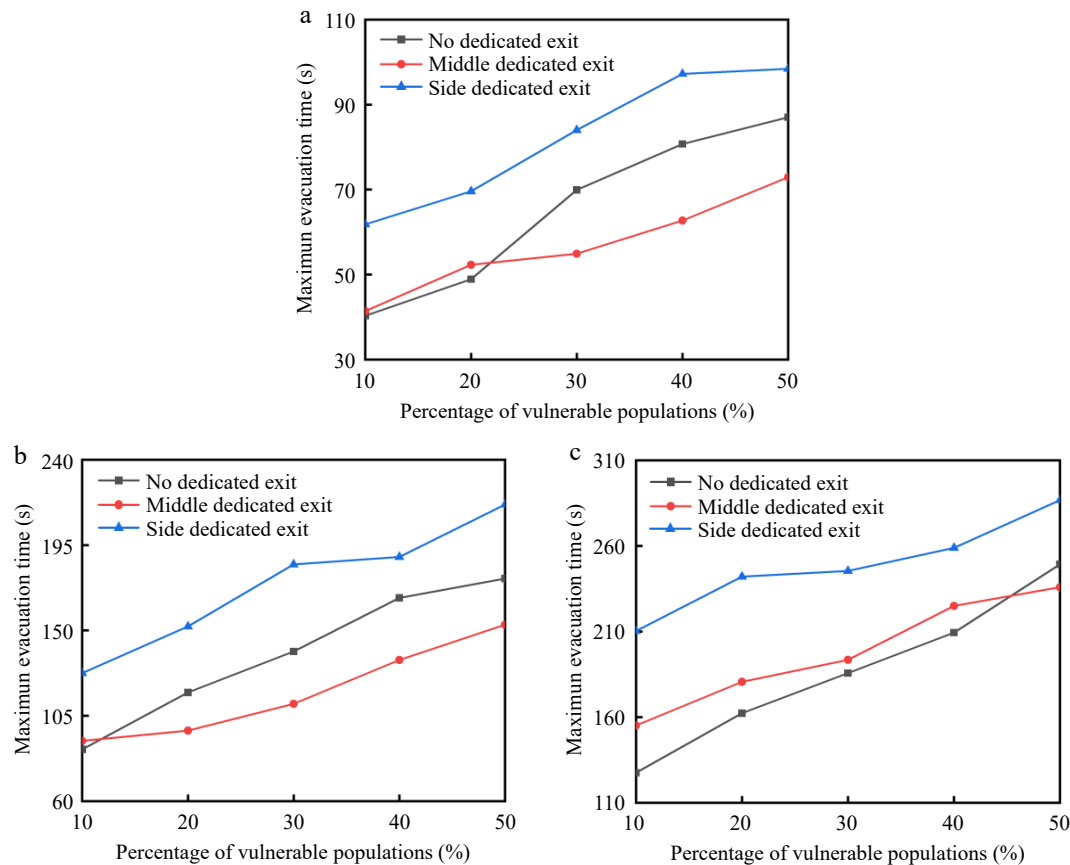 a
110
90
70
50
30
Maximun evacuation time (s)
No dedicated exit
Middle dedicated exit
Side dedicated exit
10 20 30 40 50
Percentage of vulnerable populations (%)
b
240
195
150
105
60
Maximun evacuation time (s)
No dedicated exit
Middle dedicated exit
Side dedicated exit
10 20 30 40 50
Percentage of vulnerable populations (%)
c
310
260
210
160
110
Maximun evacuation time (s)
No dedicated exit
Middle dedicated exit
Side dedicated exit
10 20 30 40 50
Percentage of vulnerable populations (%)